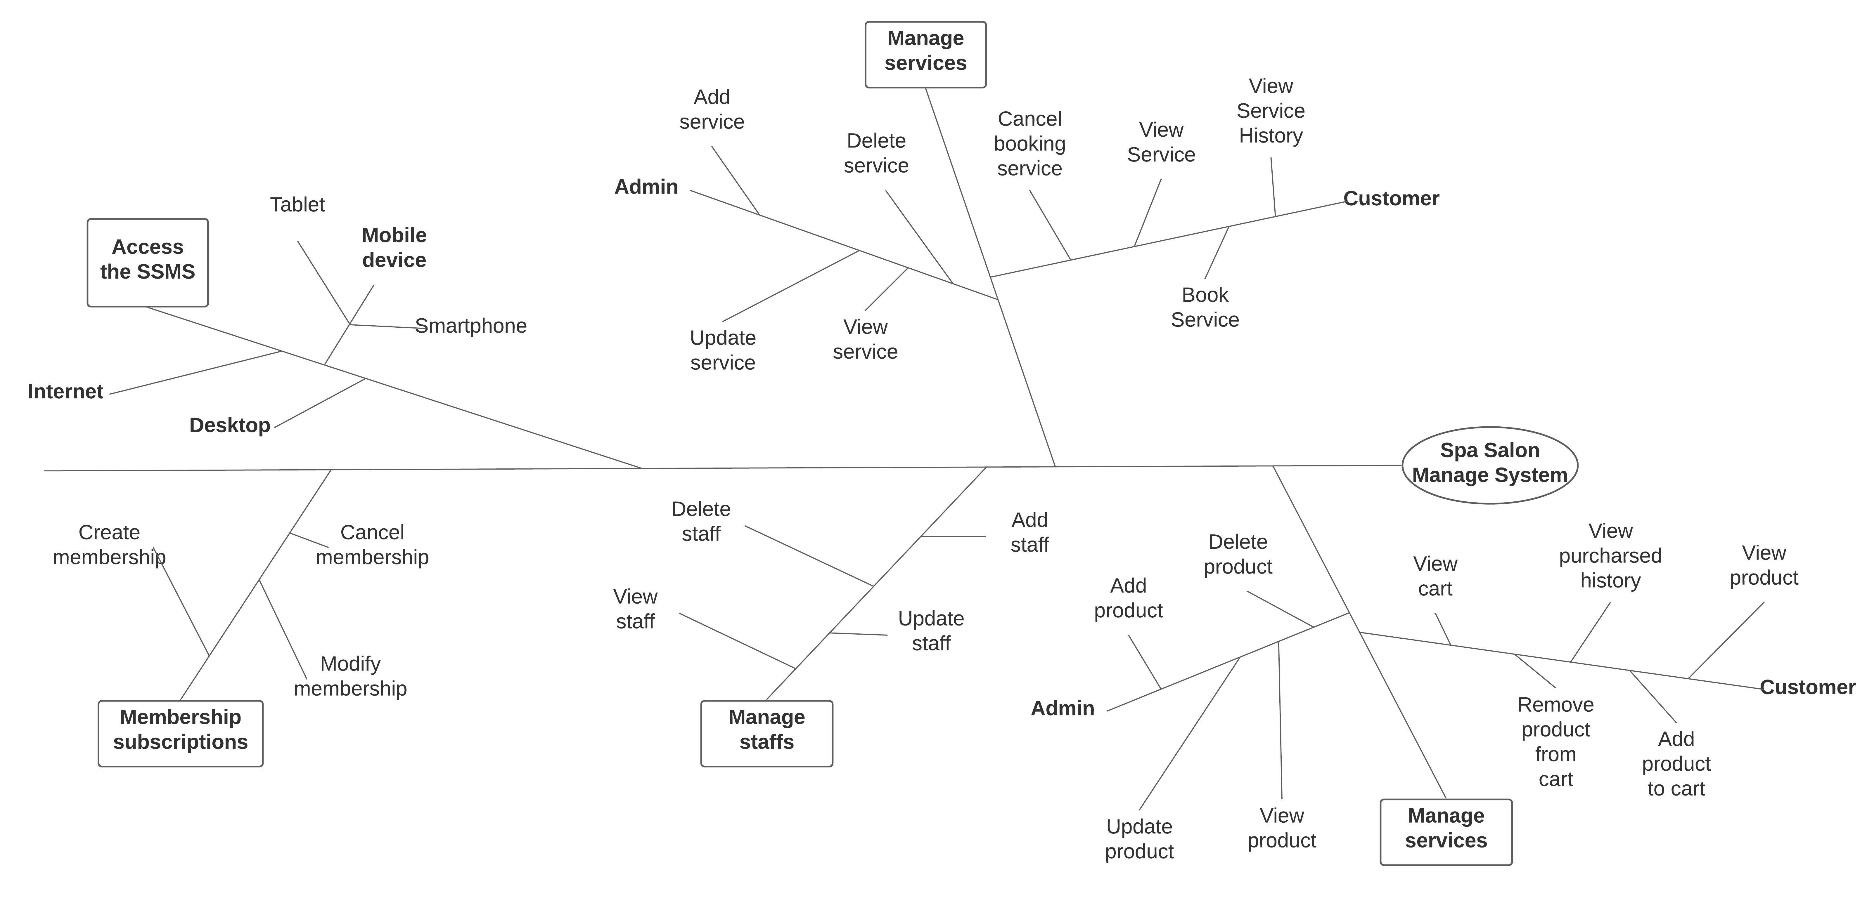 Manage
services
Add
service
Delete
service
Admin
Update
service
View
service
Cancel
booking
service
View
Service
View
Service
History
Customer
Book
Service
Access
the SSMS
Tablet
Mobile
device
Smartphone
Internet
Desktop
Spa Salon
Manage System
Create
membership
Cancel
membership
Modify
membership
Membership
subscriptions
Delete
staff
Add
staff
View
staff
Update
staff
Manage
staffs
Delete
product
Add
product
Admin
Update
product
View
product
View
cart
View
purcharsed
history
View
product
Customer
Remove
product
from
cart
Add
product
to cart
Manage
services